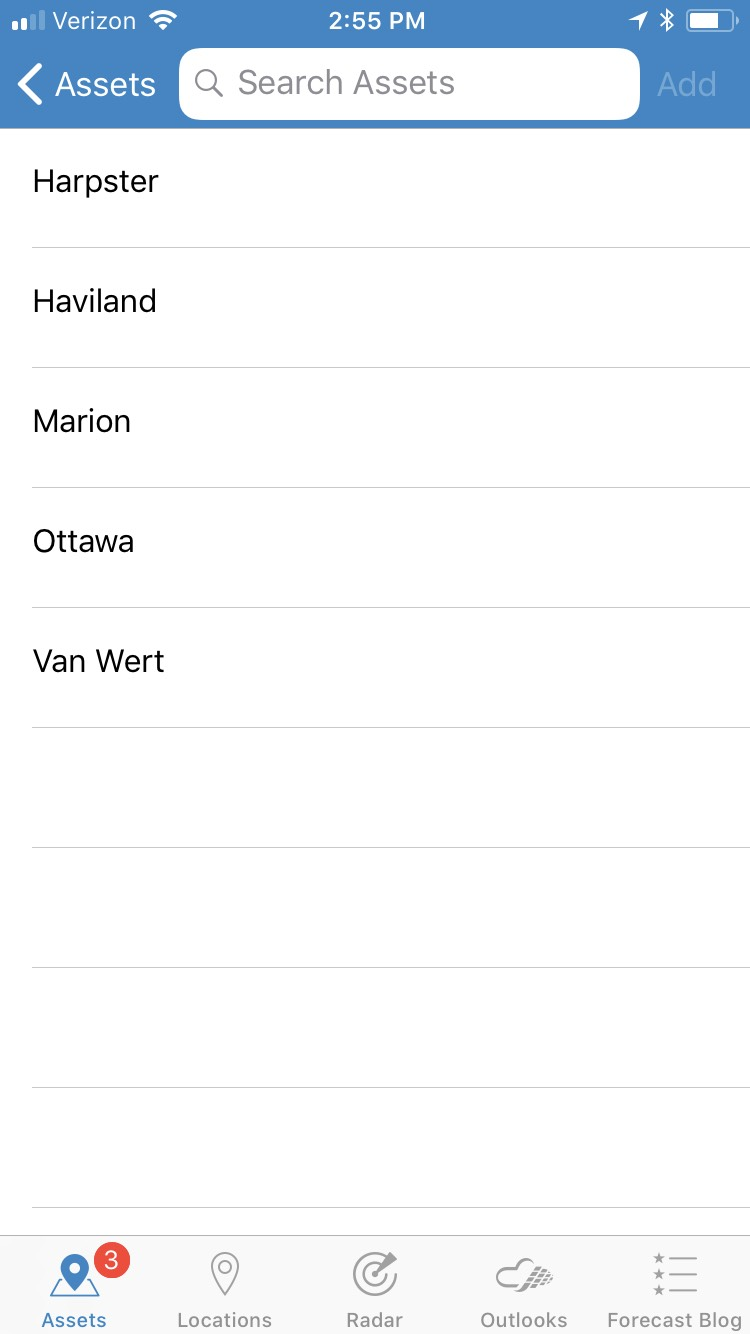 Verizon 2:55 PM
Assets Search Assets Add
Harpster
Haviland
Marion
Ottawa
Van Wert
3
Assets Locations Radar Outlooks Forecast Blog